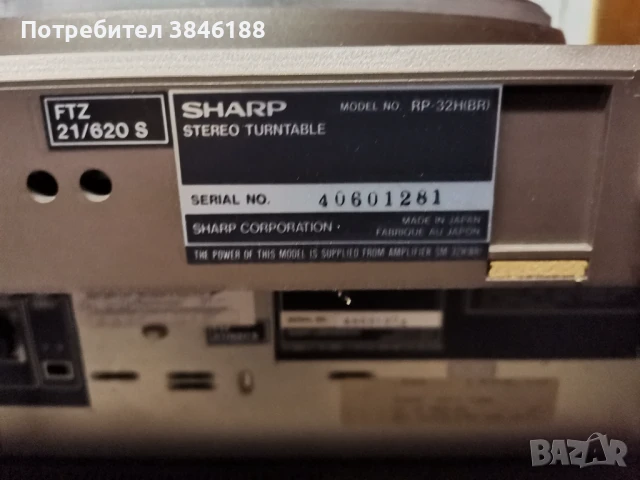 Потребител 3846188
FTZ
21/620 S
SHARP MODEL NO. RP-32H(BR)
STEREO TURNTABLE
SERIAL NO. 40601281
MADE IN JAPAN
SHARP CORPORATION · FABRIQUE AU JAPON
THE POWER OF THIS MODEL IS SUPPLIED FROM AMPLIFIER
BAZAR